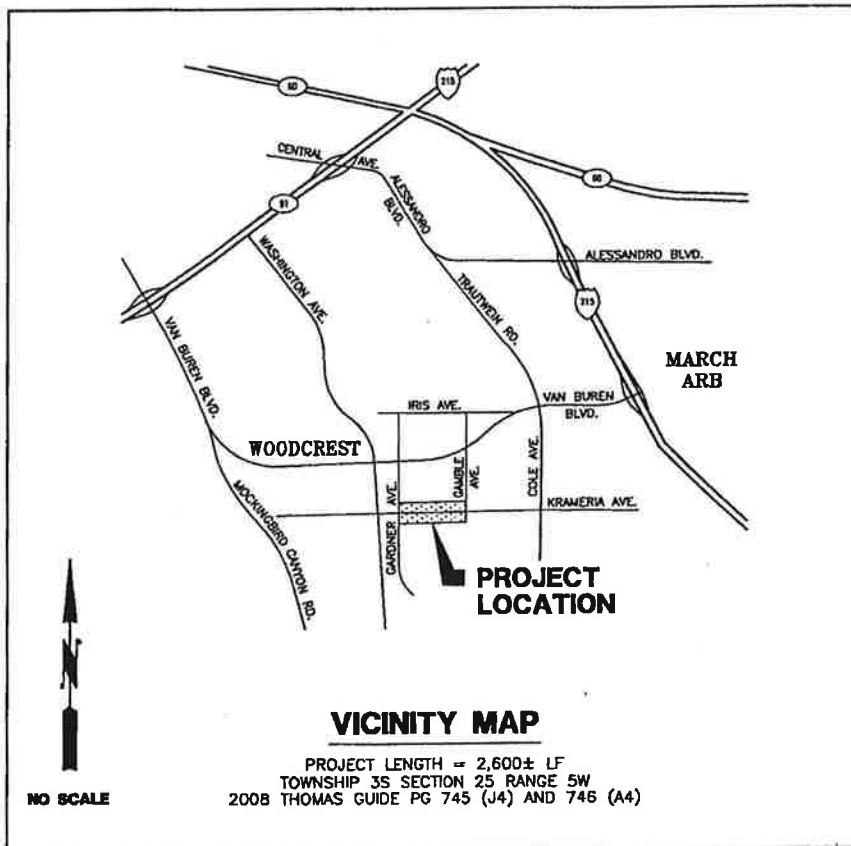 60
215
CENTRAL AVE.
91
ALESSANDRO
BLVD.
60
WASHINGTON AVE.
ALESSANDRO BLVD.
TRAUTWEIN RD.
215
VAN BUREN BLVD.
MARCH
ARB
IRIS AVE.
VAN BUREN
BLVD.
WOODCREST
GARDNER AVE.
GAMBLE
AVE.
COLE AVE.
KRAMERIA AVE.
MOCKINGBIRD CANYON RD.
PROJECT
LOCATION
N
NO SCALE
VICINITY MAP
PROJECT LENGTH = 2,600± LF
TOWNSHIP 3S SECTION 25 RANGE 5W
2008 THOMAS GUIDE PG 745 (J4) AND 746 (A4)